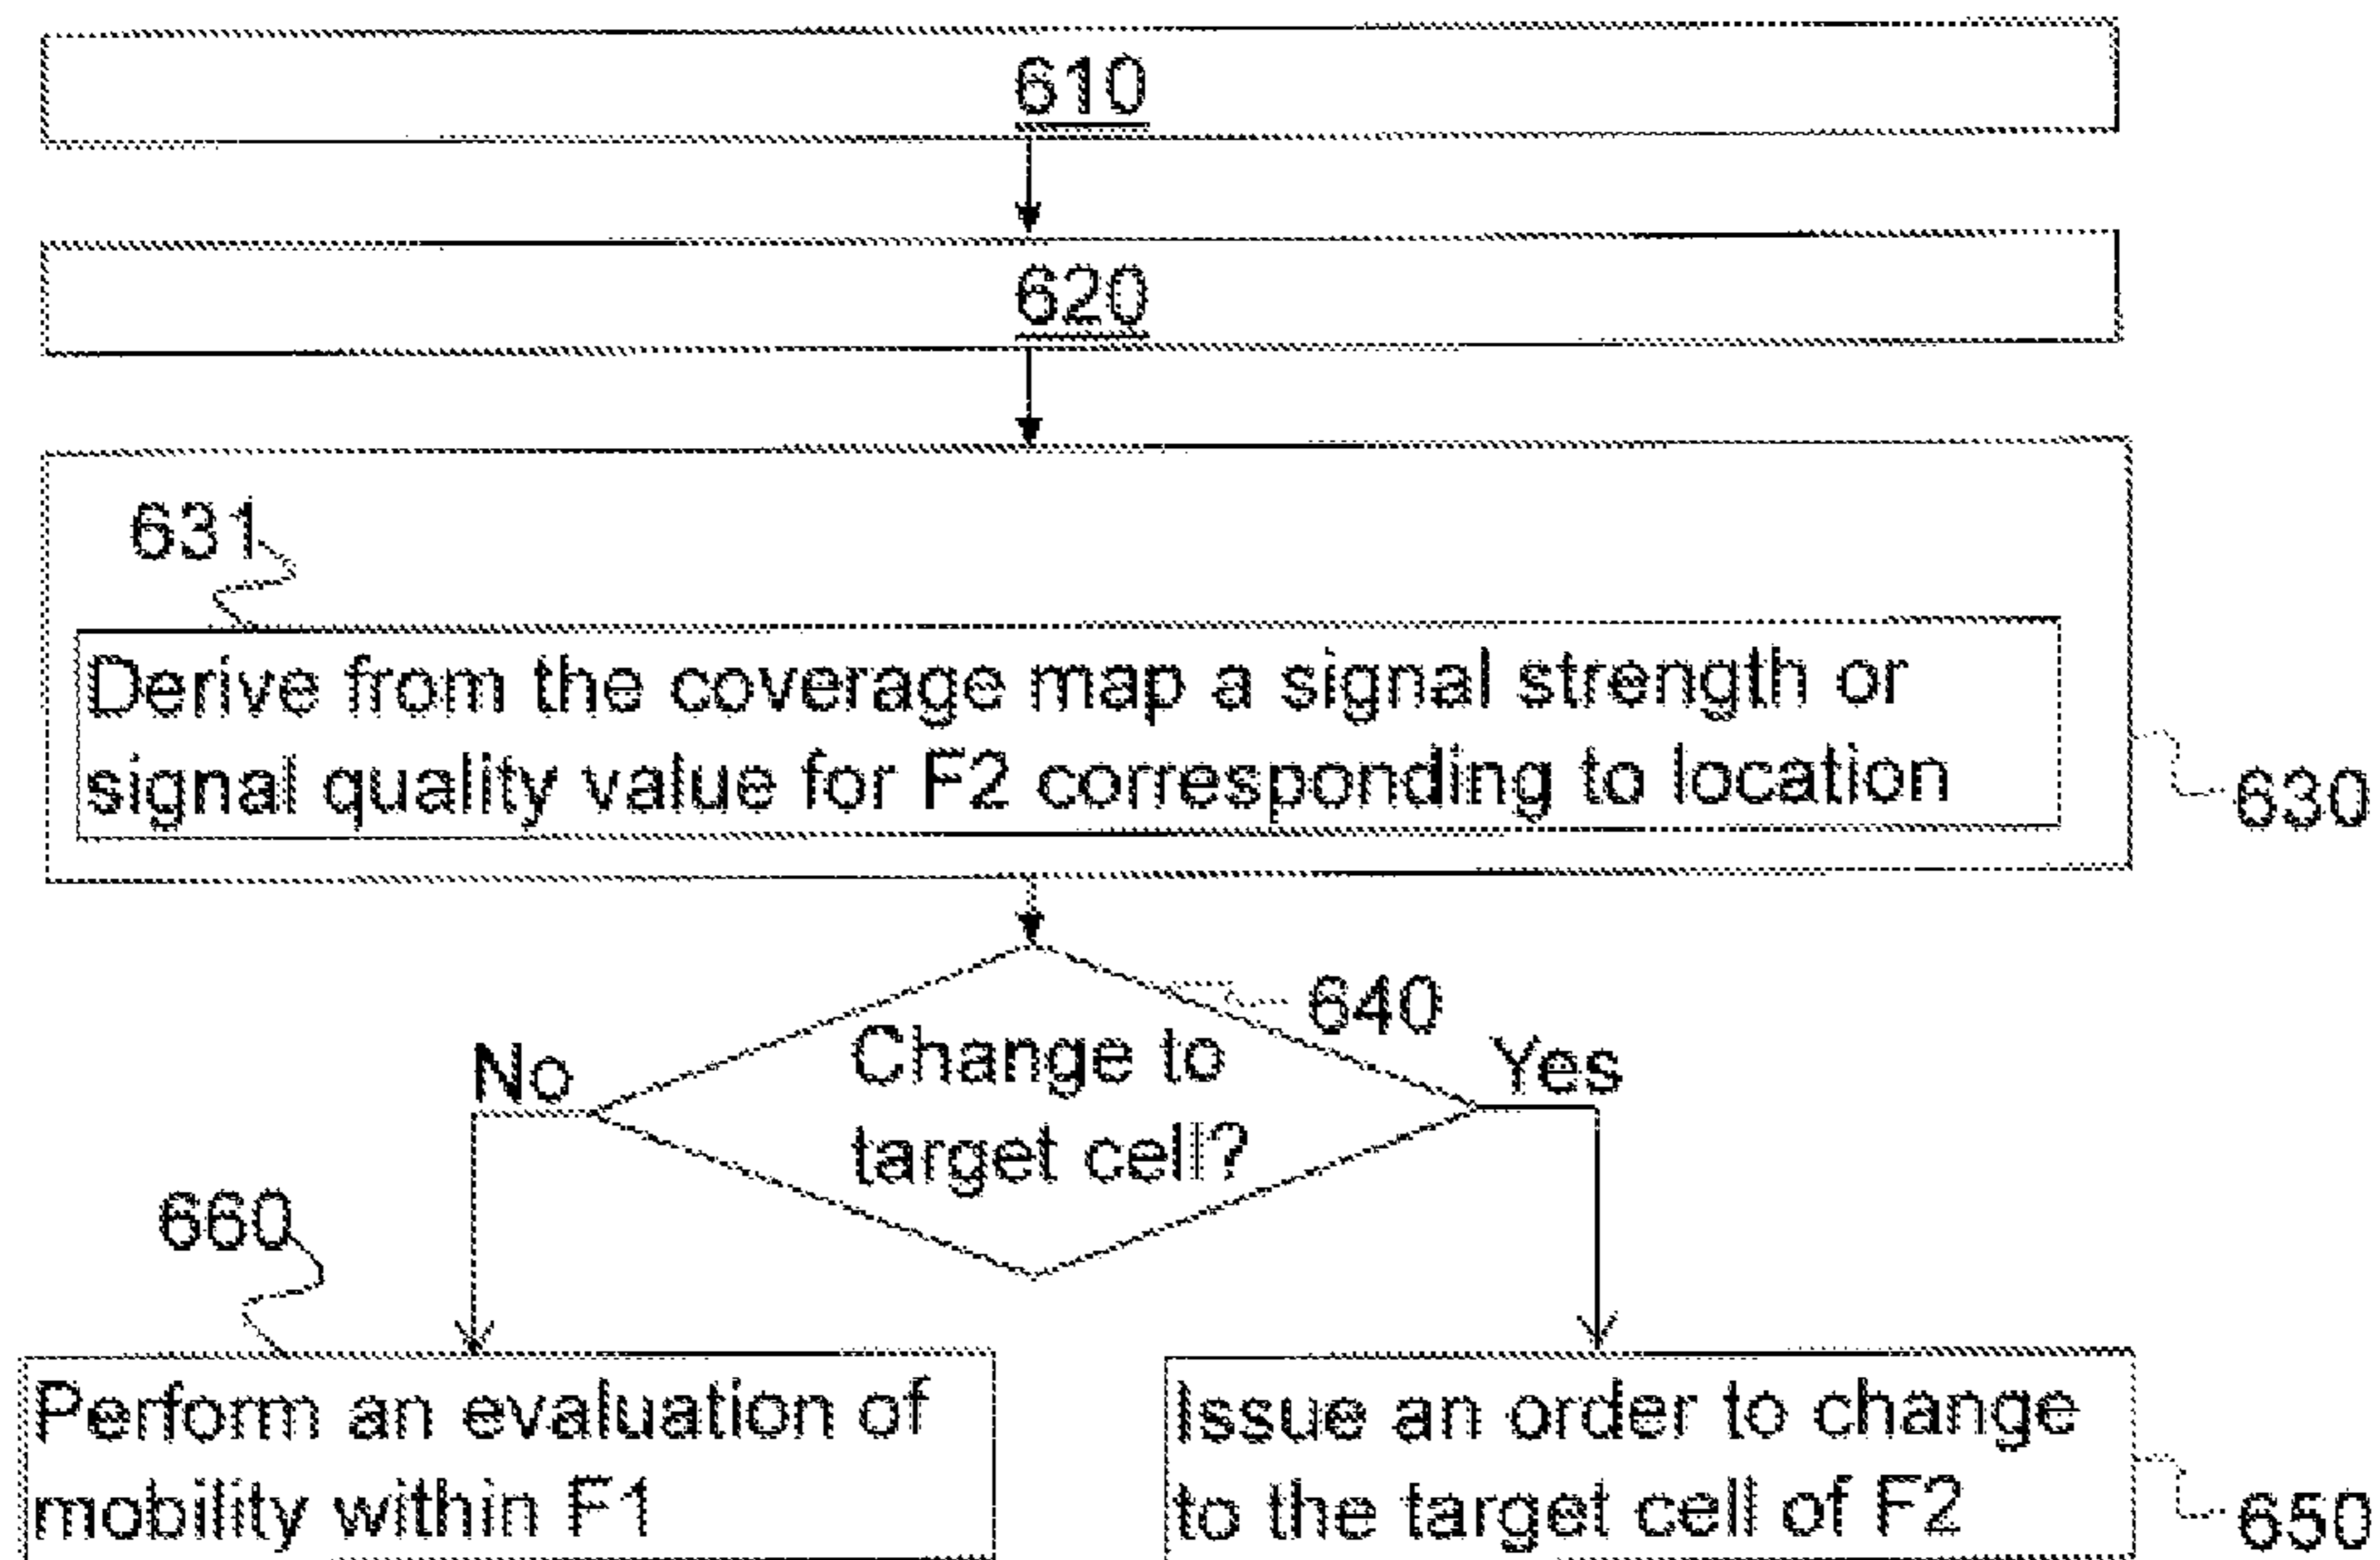 610
620
631
Derive from the coverage map a signal strength or
signal quality value for F2 corresponding to location
630
640
Change to
target cell?
No
Yes
660
Perform an evaluation of
mobility within F1
Issue an order to change
to the target cell of F2
650